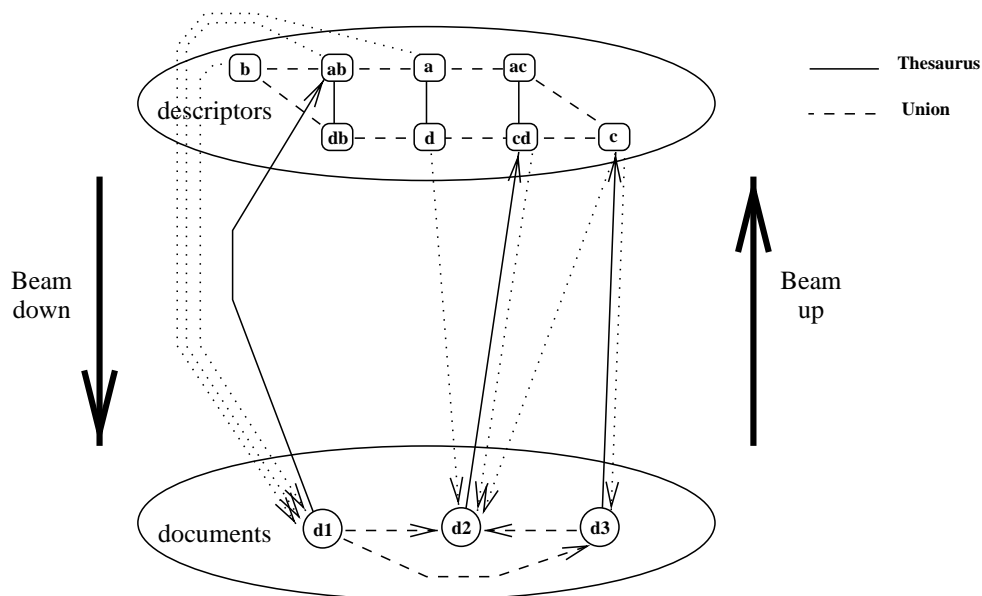 b ab a ac
Thesaurus
descriptors
Union
db d cd c
Beam
down
Beam
up
documents
d1 d2 d3